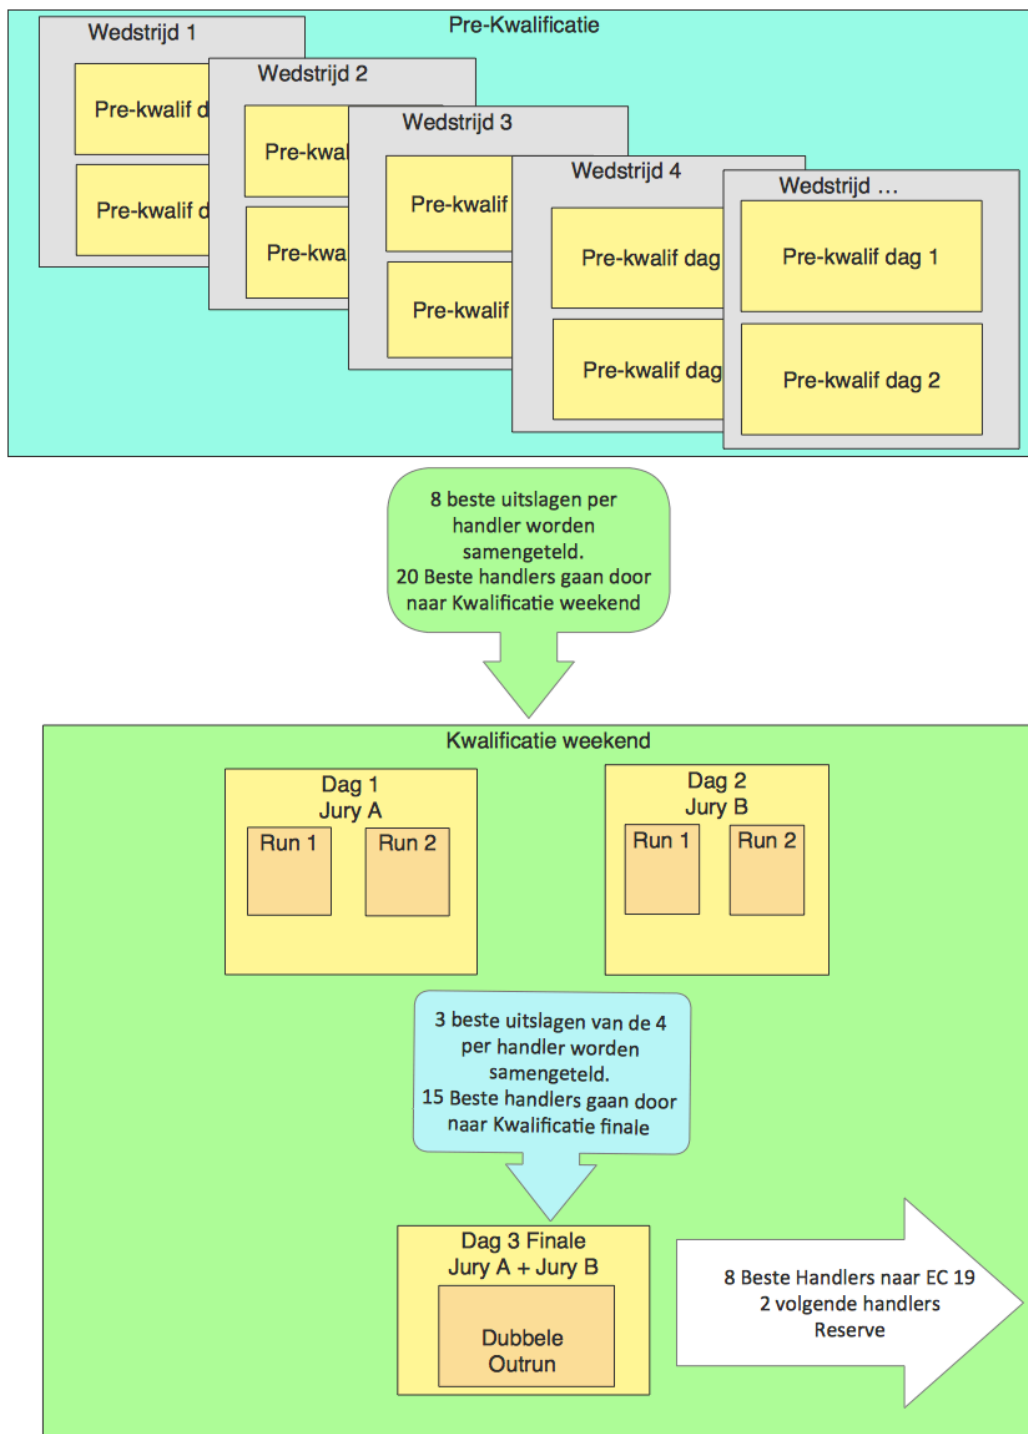 Pre-Kwalificatie
Wedstrijd 1
Pre-kwalif d
Pre-kwalif d
Wedstrijd 2
Pre-kwal
Pre-kwa
Wedstrijd 3
Pre-kwalif
Pre-kwalif
Wedstrijd 4
Pre-kwalif dag
Pre-kwalif dag
Wedstrijd ...
Pre-kwalif dag 1
Pre-kwalif dag 2
8 beste uitslagen per
handler worden
samengeteld.
20 Beste handlers gaan door
naar Kwalificatie weekend
Kwalificatie weekend
Dag 1
Jury A
Run 1
Run 2
Dag 2
Jury B
Run 1
Run 2
3 beste uitslagen van de 4
per handler worden
samengeteld.
15 Beste handlers gaan door
naar Kwalificatie finale
Dag 3 Finale
Jury A + Jury B
Dubbele
Outrun
8 Beste Handlers naar EC 19
2 volgende handlers
Reserve